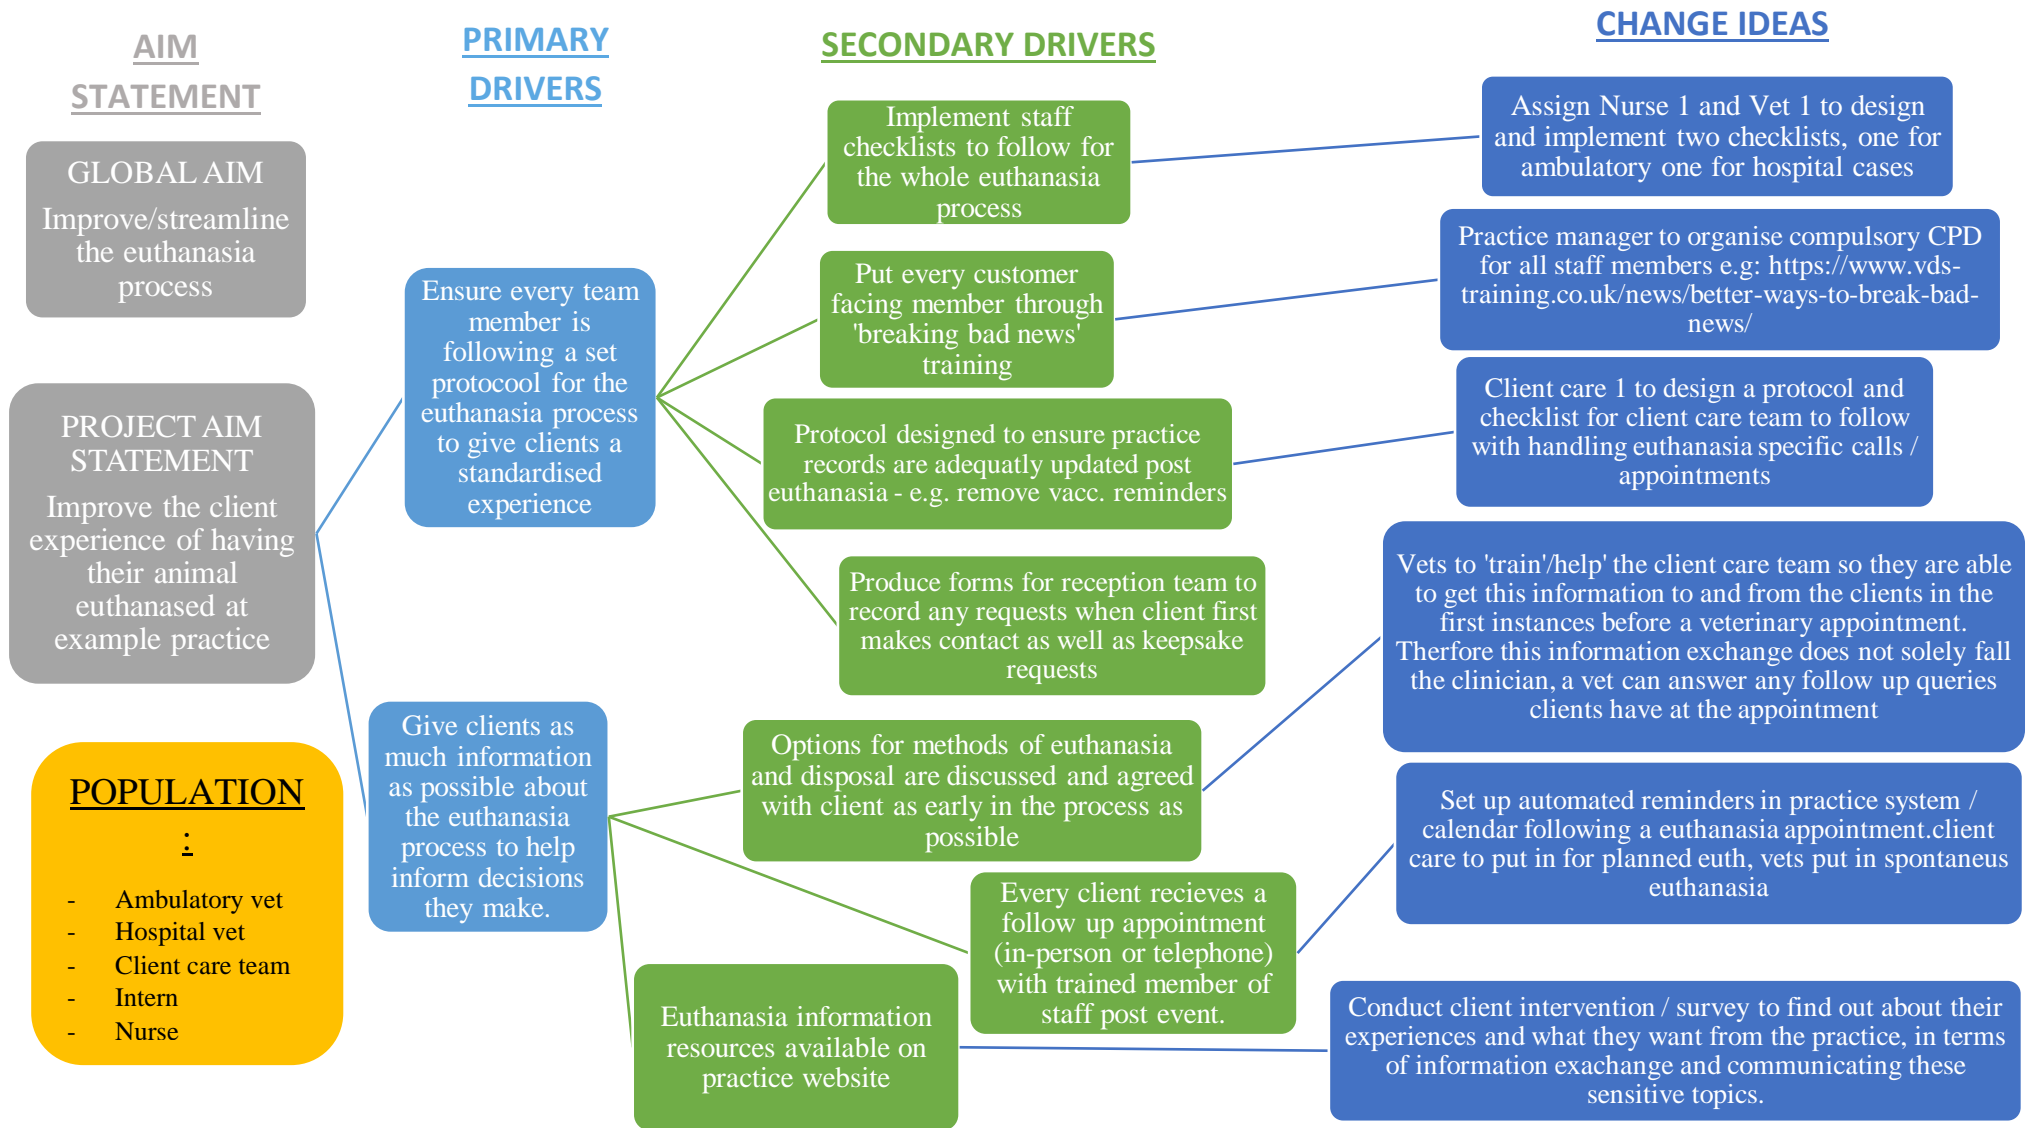 AIM
STATEMENT
GLOBAL AIM
Improve/streamline
the euthanasia
process
PROJECT AIM
STATEMENT
Improve the client
experience of having
their animal
euthanased at
example practice
POPULATION
:
- Ambulatory vet
- Hospital vet
- Client care team
- Intern
- Nurse
PRIMARY
DRIVERS
Ensure every team
member is
following a set
protocool for the
euthanasia process
to give clients a
standardised
experience
Give clients as
much information
as possible about
the euthanasia
process to help
inform decisions
they make.
SECONDARY DRIVERS
Implement staff
checklists to follow for
the whole euthanasia
process
Put every customer
facing member through
'breaking bad news'
training
Protocol designed to ensure practice
records are adequatly updated post
euthanasia - e.g. remove vacc. reminders
Produce forms for reception team to
record any requests when client first
makes contact as well as keepsake
requests
Options for methods of euthanasia
and disposal are discussed and agreed
with client as early in the process as
possible
Every client recieves a
follow up appointment
(in-person or telephone)
with trained member of
staff post event.
Euthanasia information
resources available on
practice website
CHANGE IDEAS
Assign Nurse 1 and Vet 1 to design
and implement two checklists, one for
ambulatory one for hospital cases
Practice manager to organise compulsory CPD
for all staff members e.g: https://www.vds-
training.co.uk/news/better-ways-to-break-bad-
news/
Client care 1 to design a protocol and
checklist for client care team to follow
with handling euthanasia specific calls /
appointments
Vets to 'train'/help' the client care team so they are able
to get this information to and from the clients in the
first instances before a veterinary appointment.
Therfore this information exchange does not solely fall
the clinician, a vet can answer any follow up queries
clients have at the appointment
Set up automated reminders in practice system /
calendar following a euthanasia appointment.client
care to put in for planned euth, vets put in spontaneus
euthanasia
Conduct client intervention / survey to find out about their
experiences and what they want from the practice, in terms
of information exachange and communicating these
sensitive topics.